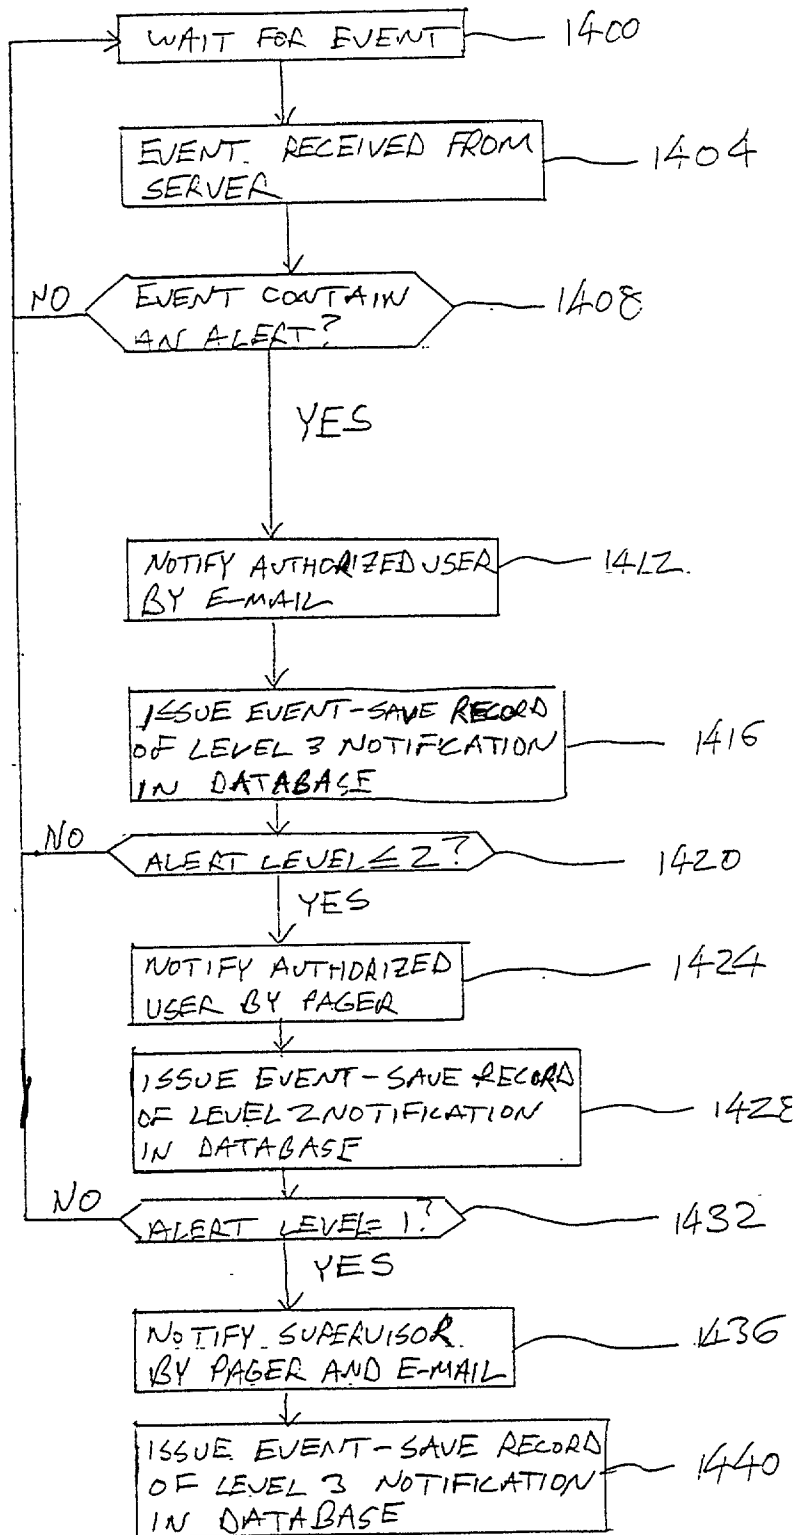 WAIT FOR EVENT
1400
EVENT RECEIVED FROM
SERVER
1404
NO
EVENT CONTAIN
AN ALERT?
1408
YES
NOTIFY AUTHORIZED USER
BY E-MAIL
1412.
ISSUE EVENT-SAVE RECORD
OF LEVEL 3 NOTIFICATION
IN DATABASE
1416
NO
ALERT LEVEL ≤ 2?
1420
YES
NOTIFY AUTHORIZED
USER BY PAGER
1424
ISSUE EVENT-SAVE RECORD
OF LEVEL 2 NOTIFICATION
IN DATABASE
1428
NO
ALERT LEVEL = 1?
1432
YES
NOTIFY SUPERVISOR
BY PAGER AND E-MAIL
1436
ISSUE EVENT-SAVE RECORD
OF LEVEL 3 NOTIFICATION
IN DATABASE
1440